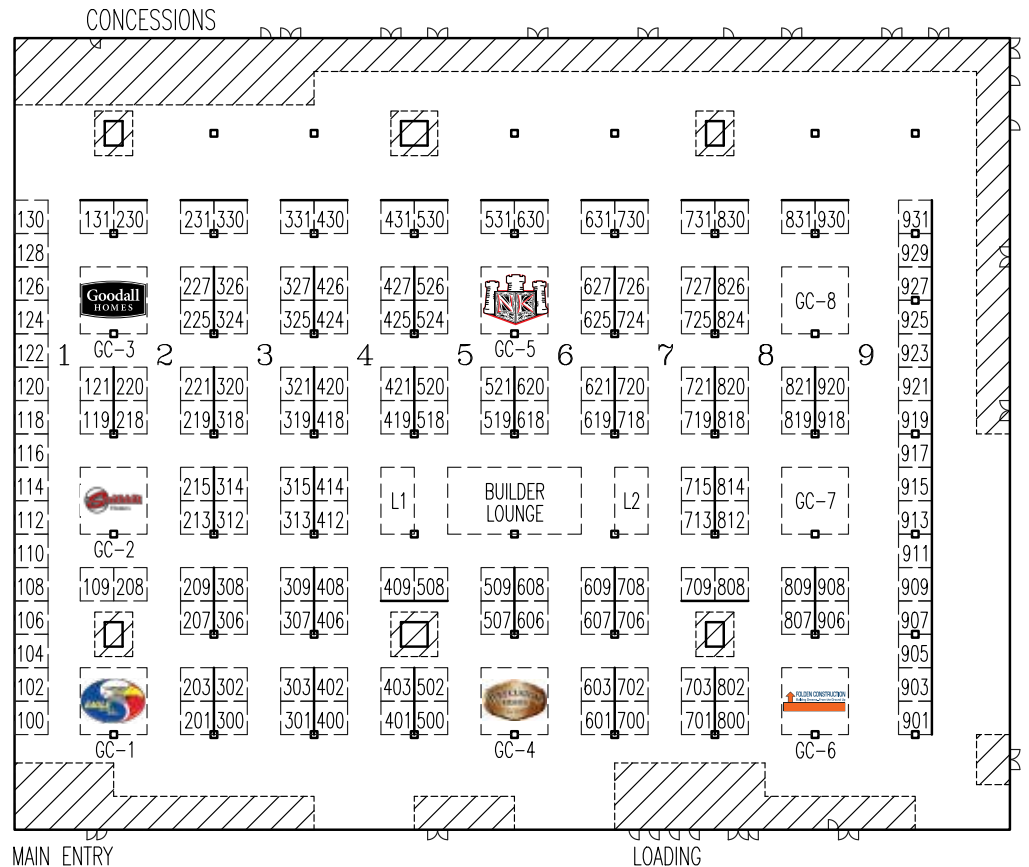 CONCESSIONS
130 131 230 231 330 331 430 431 530 531 630 631 730 731 830 831 930 931
128 929
126 Goodall 227 326 327 426 427 526 627 726 727 826 GC-8 927
HOMES
124 225 324 325 424 425 524 625 724 725 824 925
122 1 GC-3 2 3 4 5 GC-5 6 7 8 9 923
120 121 220 221 320 321 420 421 520 521 620 621 720 721 820 821 920 921
118 119 218 219 318 319 418 419 518 519 618 619 718 719 818 819 918 919
116 917
114 215 314 315 414 L1 BUILDER L2 715 814 GC-7 915
LOUNGE
112 213 312 313 412 713 812 913
110 GC-2 911
108 109 208 209 308 309 408 409 508 509 608 609 708 709 808 809 908 909
106 207 306 307 406 507 606 607 706 807 906 907
104 905
102 203 302 303 402 403 502 603 702 703 802 FOLDEN CONSTRUCTION 903
100 201 300 301 400 401 500 601 700 701 800 901
GC-1 GC-4 GC-6
MAIN ENTRY LOADING